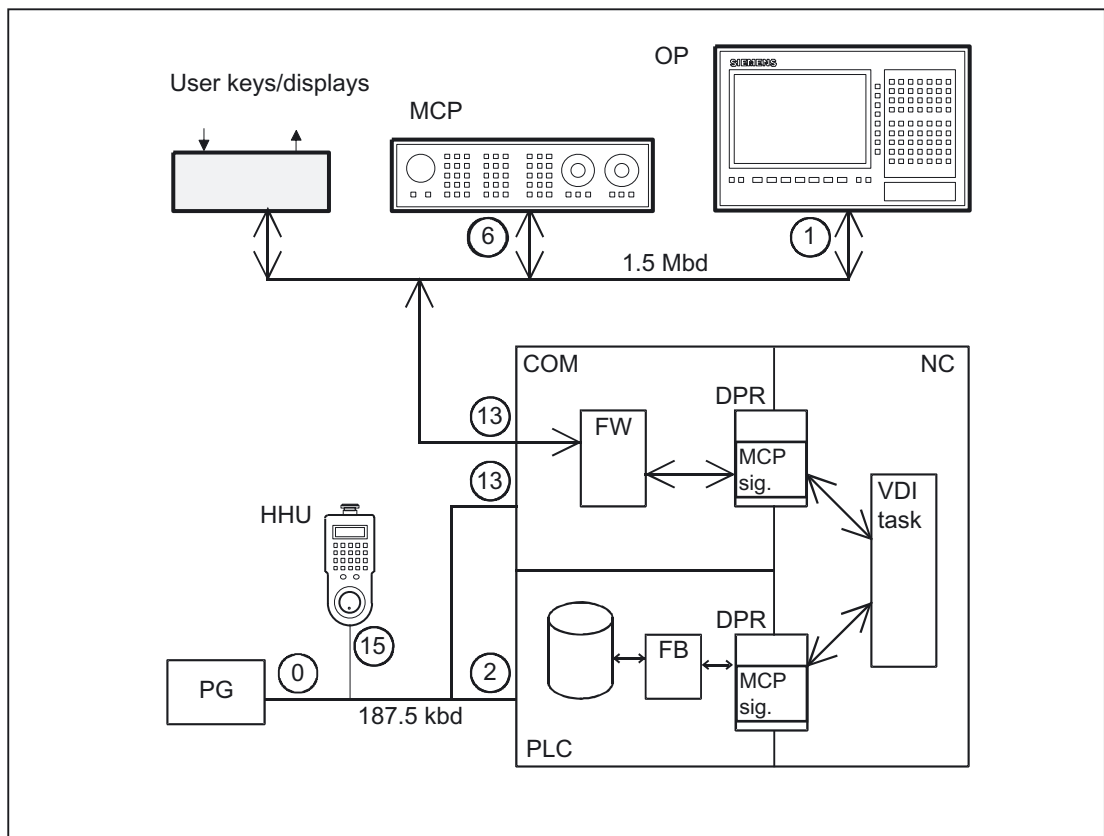 OP
SIEMENS
User keys/displays
MCP
6
1
1.5 Mbd
COM
NC
DPR
13
FW
MCP
sig.
13
VDI
task
HHU
DPR
15
FB
0
2
PG
MCP
sig.
187.5 kbd
PLC